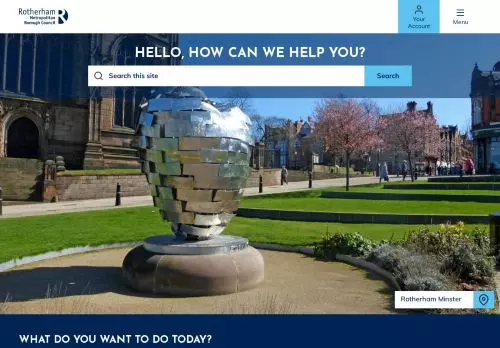 Rotherham
Metropolitan
Borough Council
Your
Account
Menu
HELLO, HOW CAN WE HELP YOU?
Search this site
Search
Rotherham Minster
WHAT DO YOU WANT TO DO TODAY?